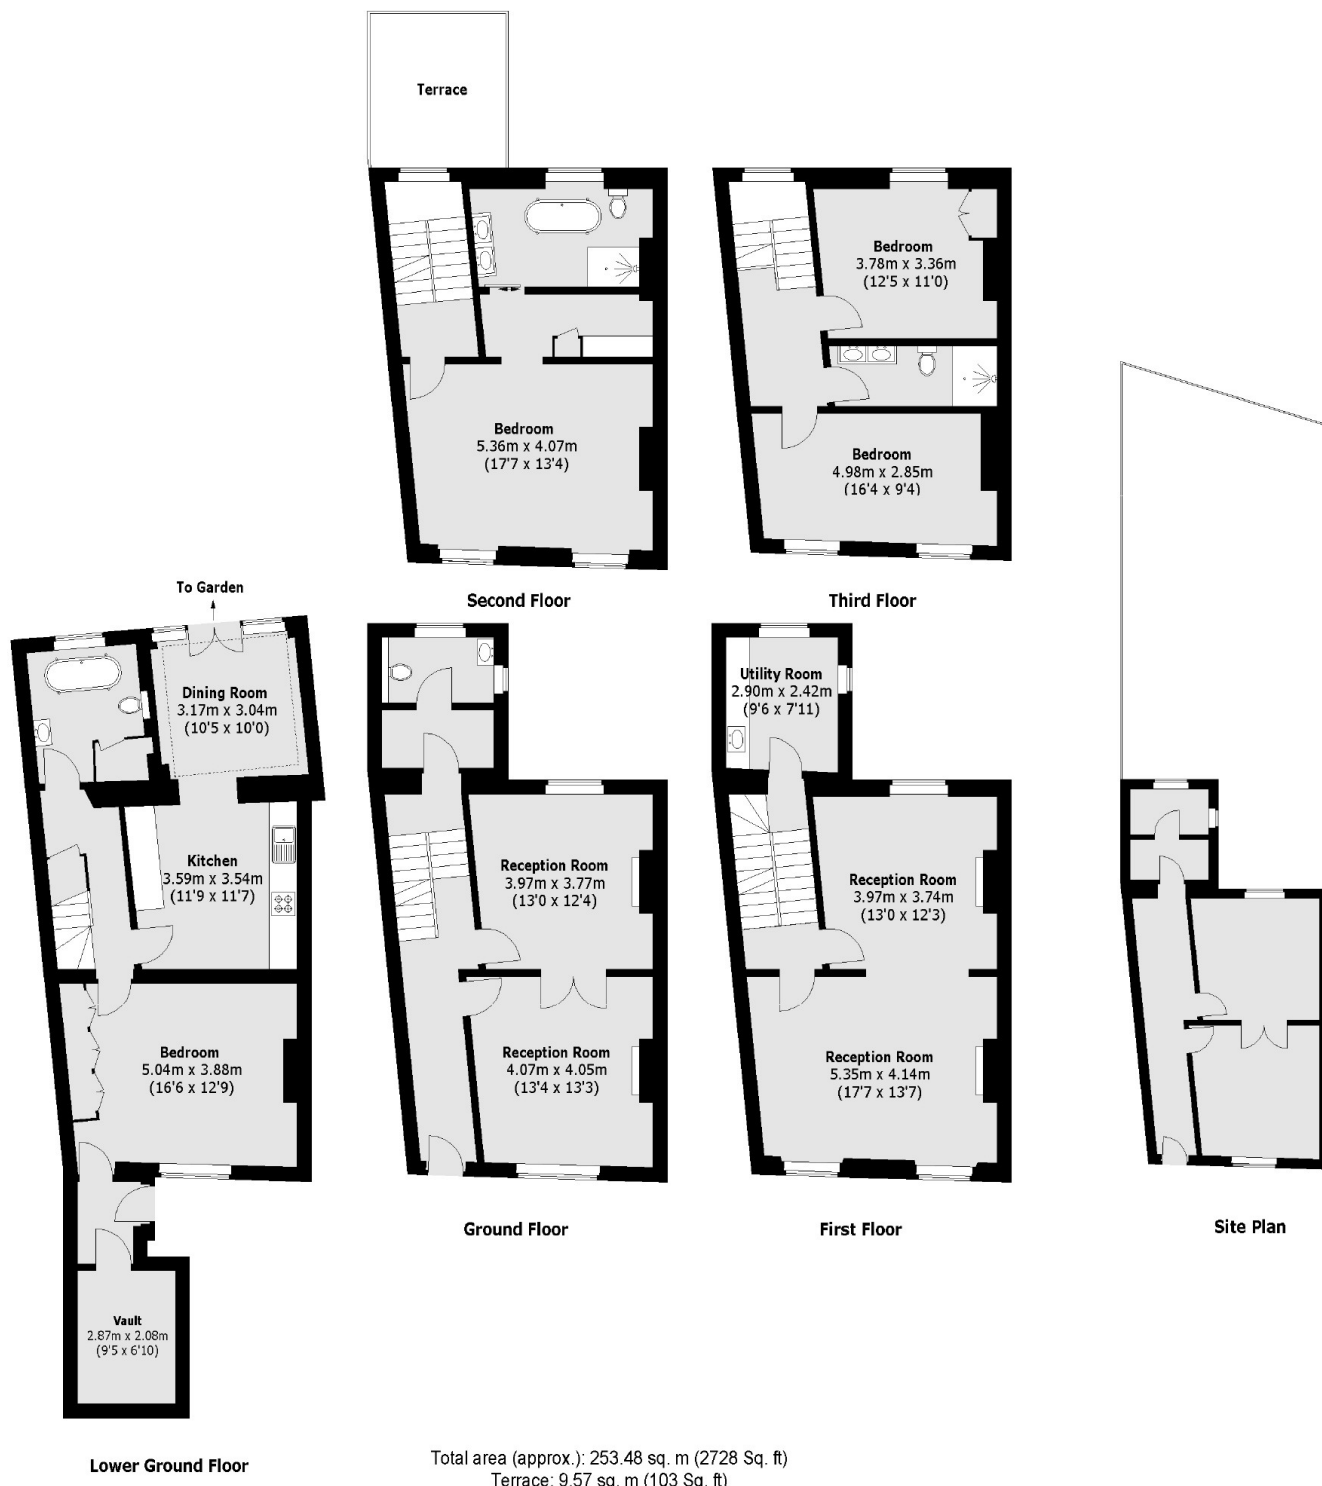 Terrace
Bedroom
5.36m x 4.07m
(17'7 x 13'4)
Second Floor
Bedroom
3.78m x 3.36m
(12'5 x 11'0)
Bedroom
4.98m x 2.85m
(16'4 x 9'4)
Third Floor
To Garden
Dining Room
3.17m x 3.04m
(10'5 x 10'0)
Kitchen
3.59m x 3.54m
(11'9 x 11'7)
Bedroom
5.04m x 3.88m
(16'6 x 12'9)
Vault
2.87m x 2.08m
(9'5 x 6'10)
Lower Ground Floor
Reception Room
3.97m x 3.77m
(13'0 x 12'4)
Reception Room
4.07m x 4.05m
(13'4 x 13'3)
Ground Floor
Utility Room
2.90m x 2.42m
(9'6 x 7'11)
Reception Room
3.97m x 3.74m
(13'0 x 12'3)
Reception Room
5.35m x 4.14m
(17'7 x 13'7)
First Floor
Site Plan
Total area (approx.): 253.48 sq. m (2728 Sq. ft)
Terrace: 9.57 sq. m (103 Sq. ft)